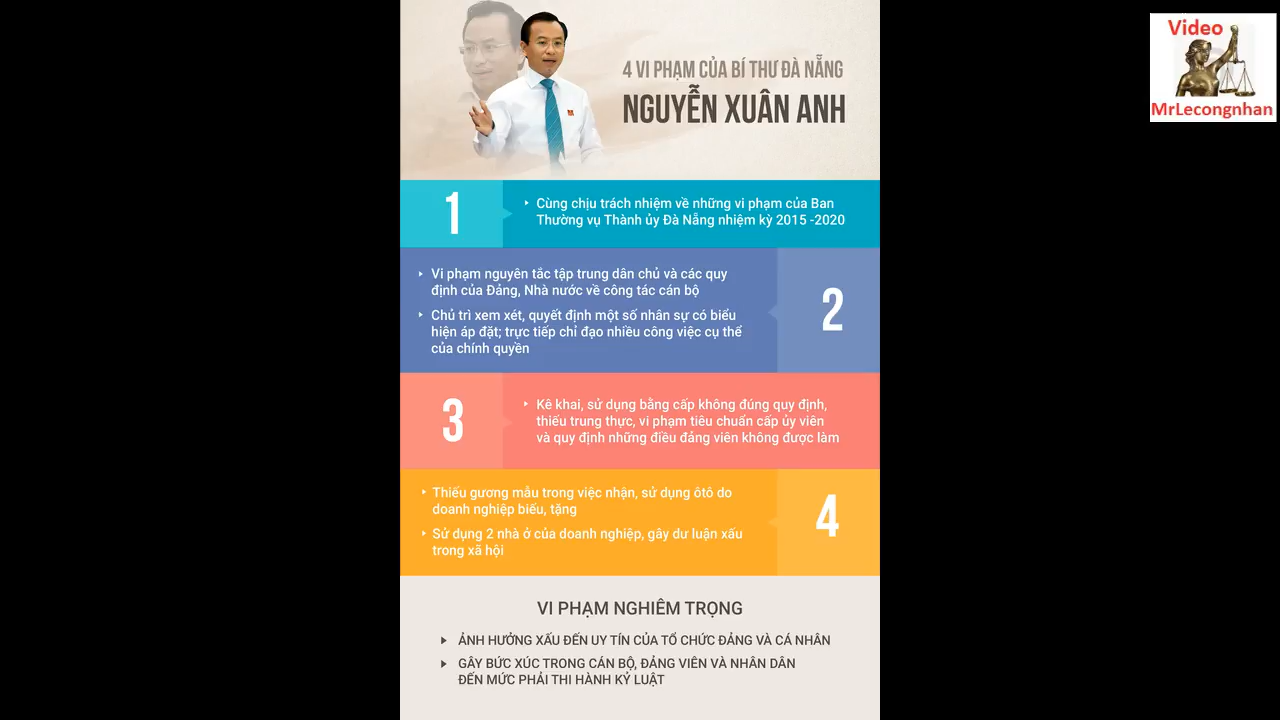 4 VI PHẠM CỦA BÍ THƯ ĐÀ NẴNG
NGUYỄN XUÂN ANH
1
Cùng chịu trách nhiệm về những vi phạm của Ban
Thường vụ Thành ủy Đà Nẵng nhiệm kỳ 2015 -2020
Vi phạm nguyên tắc tập trung dân chủ và các quy
định của Đảng, Nhà nước về công tác cán bộ
Chủ trì xem xét, quyết định một số nhân sự có biểu
hiện áp đặt; trực tiếp chỉ đạo nhiều công việc cụ thể
của chính quyền
2
3
Kê khai, sử dụng bằng cấp không đúng quy định,
thiếu trung thực, vi phạm tiêu chuẩn cấp ủy viên
và quy định những điều đảng viên không được làm
Thiếu gương mẫu trong việc nhận, sử dụng ôtô do
doanh nghiệp biếu, tặng
Sử dụng 2 nhà ở của doanh nghiệp, gây dư luận xấu
trong xã hội
4
VI PHẠM NGHIÊM TRỌNG
ẢNH HƯỞNG XẤU ĐẾN UY TÍN CỦA TỔ CHỨC ĐẢNG VÀ CÁ NHÂN
GÂY BỨC XÚC TRONG CÁN BỘ, ĐẢNG VIÊN VÀ NHÂN DÂN
ĐẾN MỨC PHẢI THI HÀNH KỶ LUẬT
Video
MrLecongnhan